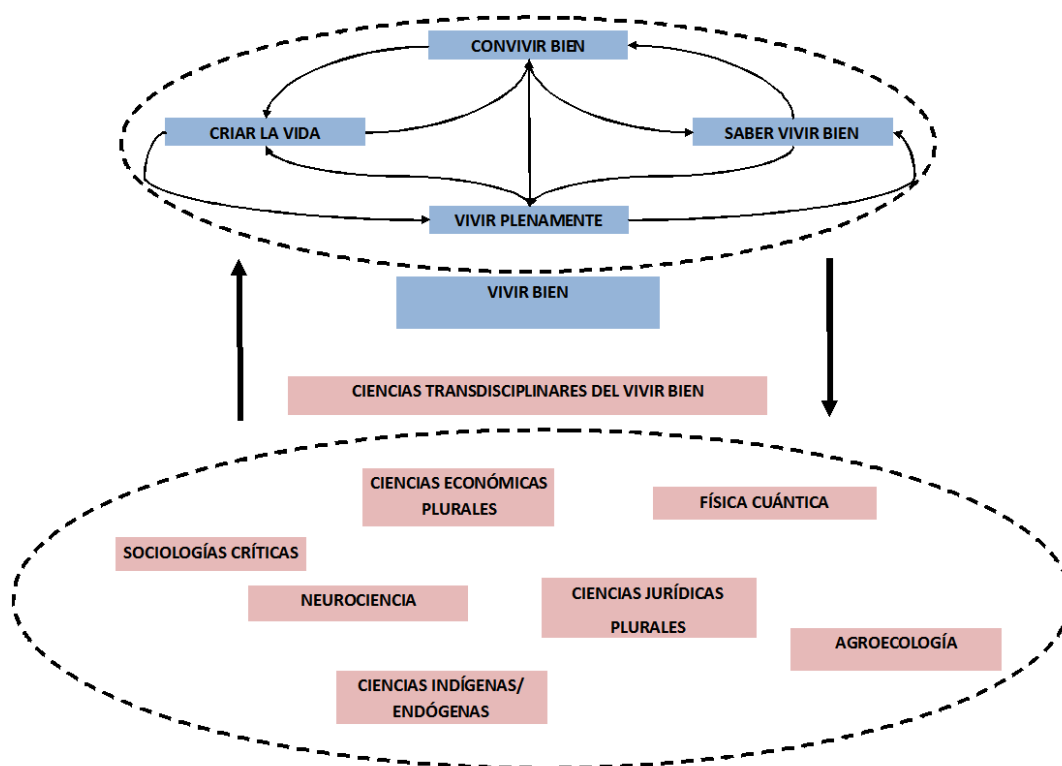 CONVIVIR BIEN
CRIAR LA VIDA
SABER VIVIR BIEN
VIVIR PLENAMENTE
VIVIR BIEN
CIENCIAS TRANSDISCIPLINARES DEL VIVIR BIEN
CIENCIAS ECONÓMICAS
PLURALES
FÍSICA CUÁNTICA
SOCIOLOGÍAS CRÍTICAS
NEUROCIENCIA
CIENCIAS JURÍDICAS
PLURALES
AGROECOLOGÍA
CIENCIAS INDÍGENAS/
ENDÓGENAS